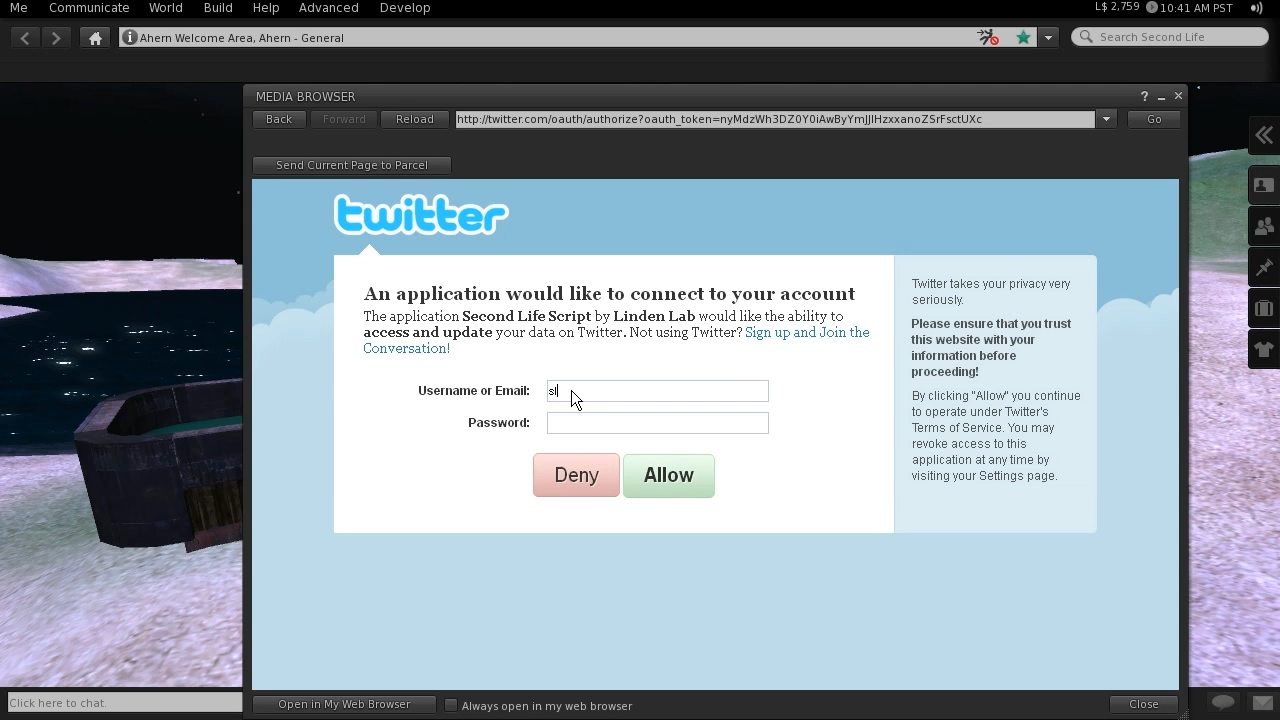 Me Communicate World Build Help Advanced Develop L$ 2,759 10:41 AM PST
Ahern Welcome Area, Ahern - General Search Second Life
MEDIA BROWSER ?
Back Forward Reload http://twitter.com/oauth/authorize?oauth_token=nyMdzWh3DZ0Y0iAwByYmJJlHzxxanoZSrFsctUXc Go
Send Current Page to Parcel
twitter
An application would like to connect to your account
The application Second Life Script by Linden Lab would like the ability to
access and update your data on Twitter. Not using Twitter? Sign up and Join the
Conversation!
Username or Email: sl
Password:
Deny Allow
Twitter takes your privacy very
seriously.
Please ensure that you trust
this website with your
information before
proceeding!
By clicking "Allow" you continue
to operate under Twitter's
Terms of Service. You may
revoke access to this
application at any time by
visiting your Settings page.
Click here to chat.
Open in My Web Browser Always open in my web browser Close